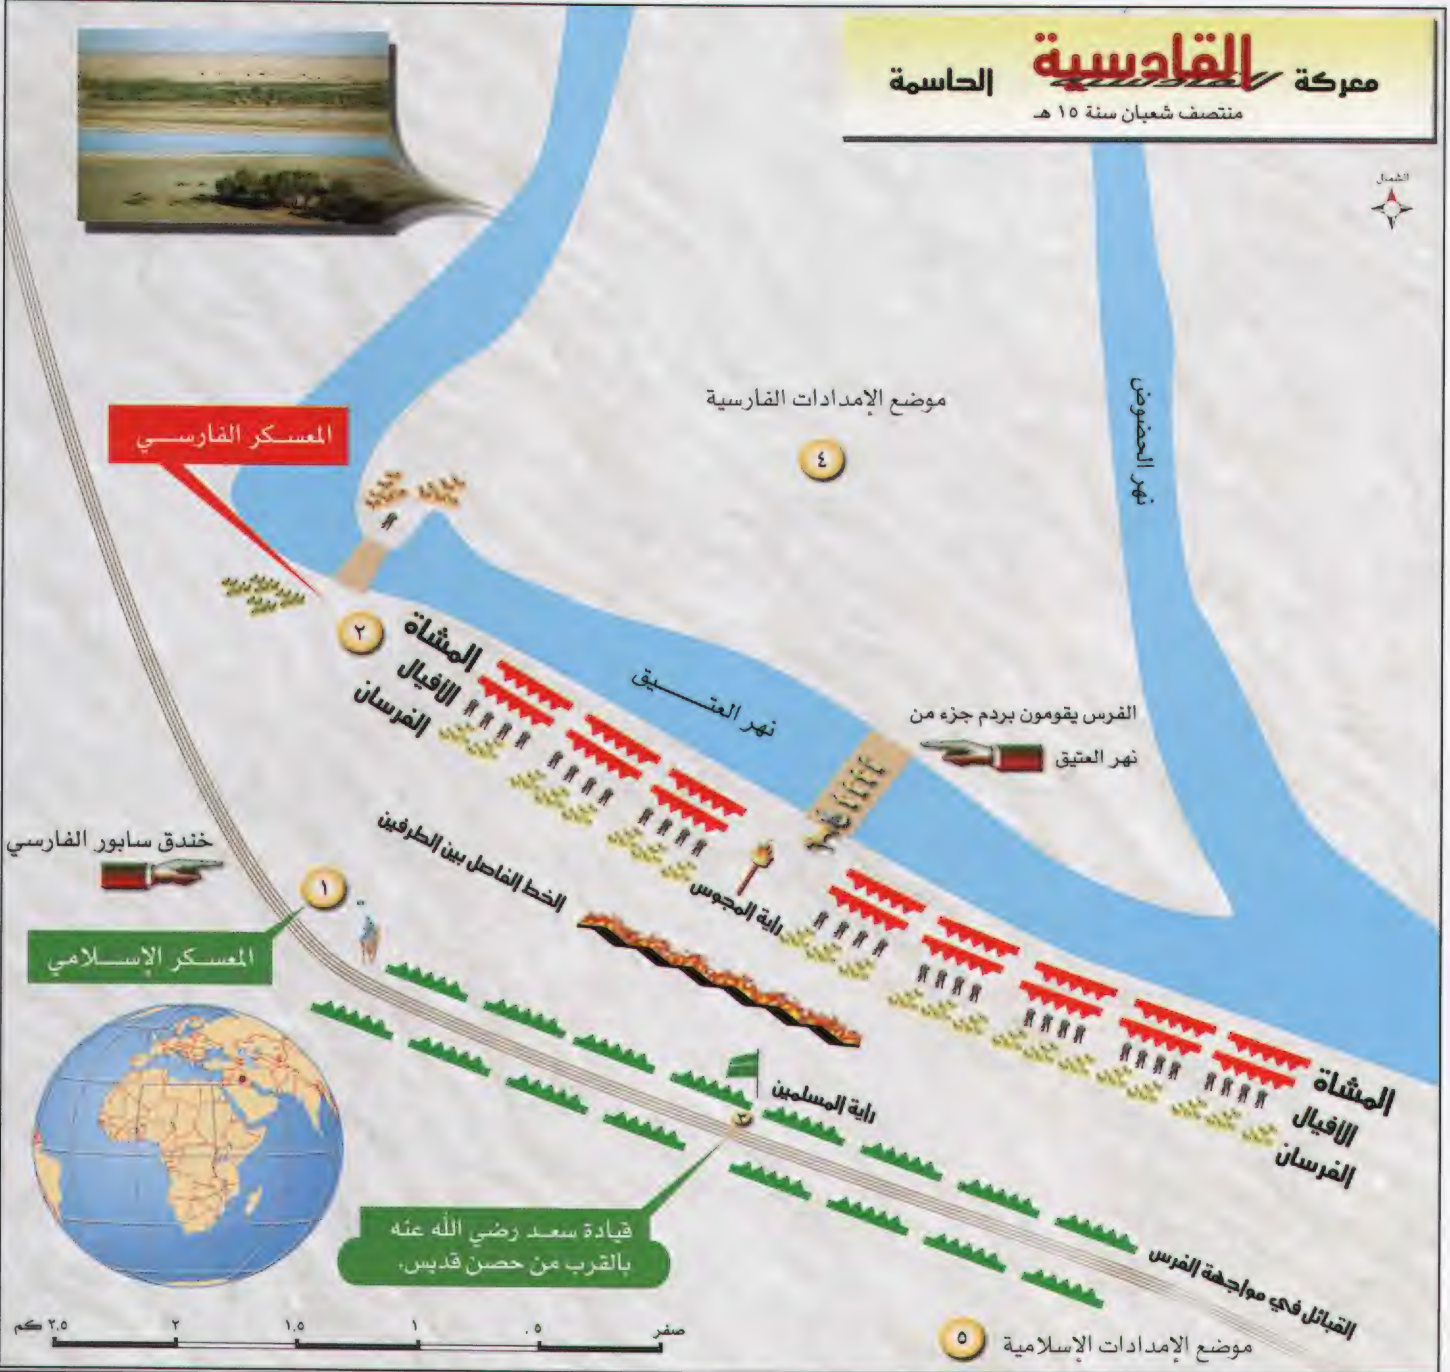 معركة القادسية الحاسمة
منتصف شعبان سنة ١٥ هـ
الشمال
موضع الإمدادات الفارسية
٤
نهر الحضوض
المعسكر الفارسي
٢
المشاة
الأفيال
الفرسان
نهر العتيق
الفرس يقومون بردم جزء من
نهر العتيق
خندق سابور الفارسي
١
المعسكر الإسلامي
الخط الفاصل بين الطرفين
راية المجوس
راية المسلمين
٣
المشاة
الأفيال
الفرسان
قيادة سعد رضي الله عنه
بالقرب من حصن قديس.
القبائل في مواجهة الفرس
٥
موضع الإمدادات الإسلامية
صفر ٠.٥ ١ ١.٥ ٢ ٢.٥ كم